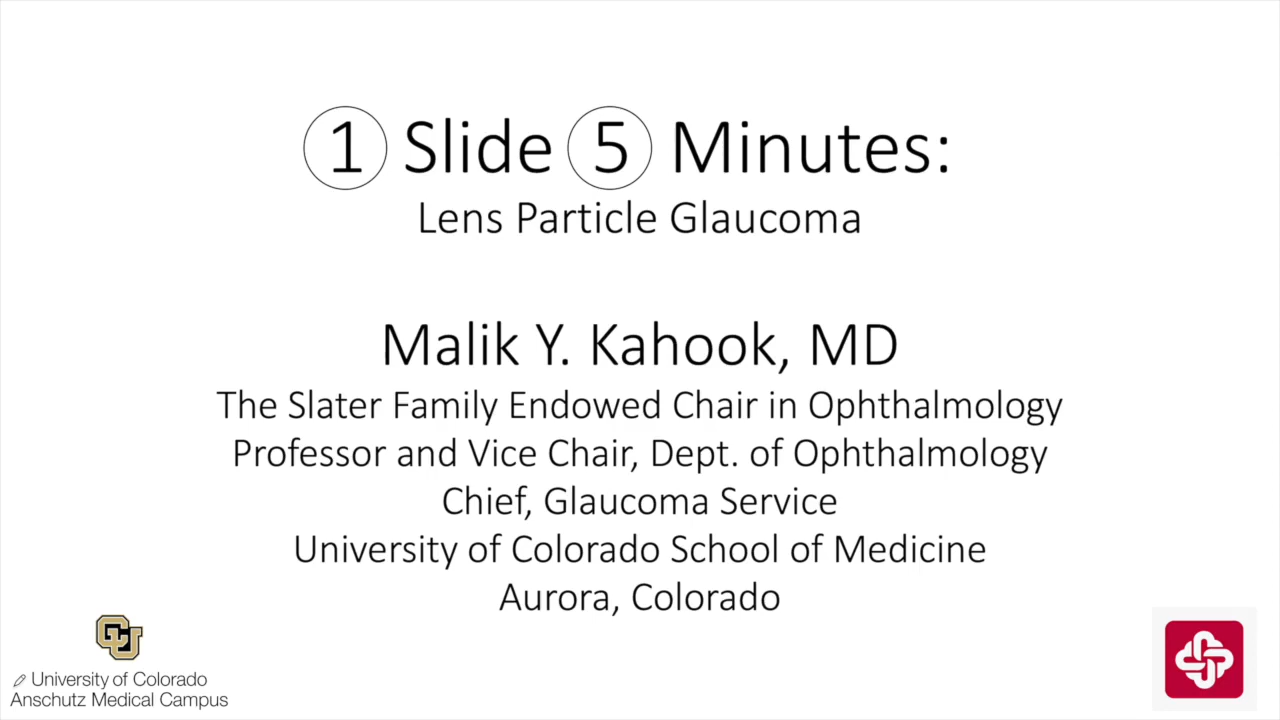 1 Slide 5 Minutes:
Lens Particle Glaucoma
Malik Y. Kahook, MD
The Slater Family Endowed Chair in Ophthalmology
Professor and Vice Chair, Dept. of Ophthalmology
Chief, Glaucoma Service
University of Colorado School of Medicine
Aurora, Colorado
CU
University of Colorado
Anschutz Medical Campus